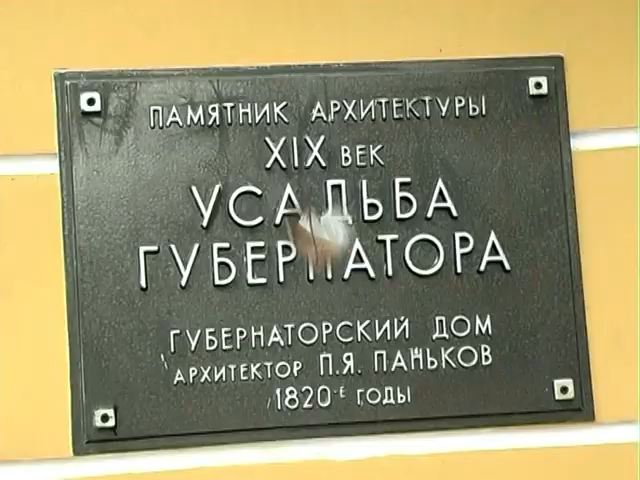 ПАМЯТНИК АРХИТЕКТУРЫ
XIX ВЕК
УСАДЬБА
ГУБЕРНАТОРА
ГУБЕРНАТОРСКИЙ ДОМ
АРХИТЕКТОР П.Я. ПАНЬКОВ
1820-Е ГОДЫ